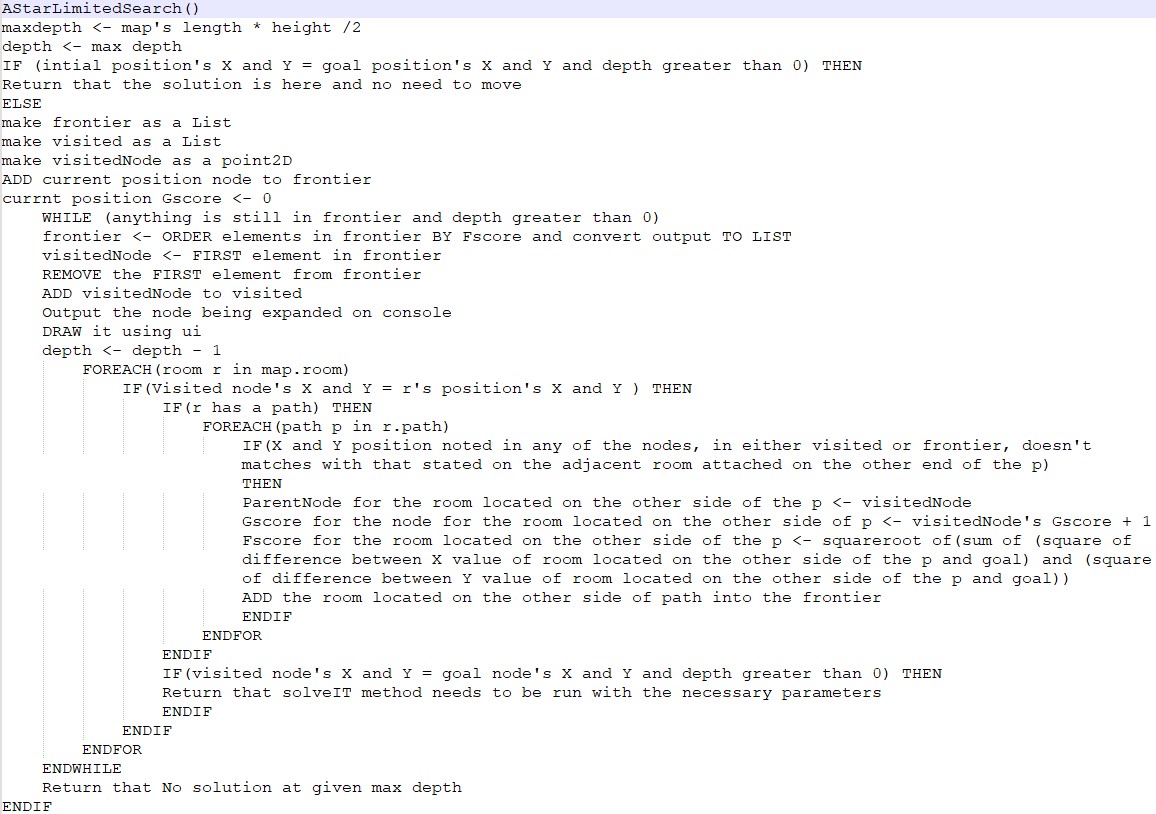 AStarLimitedSearch()
maxdepth <- map's length * height /2
depth <- max depth
IF (intial position's X and Y = goal position's X and Y and depth greater than 0) THEN
Return that the solution is here and no need to move
ELSE
make frontier as a List
make visited as a List
make visitedNode as a point2D
ADD current position node to frontier
currnt position Gscore <- 0
    WHILE (anything is still in frontier and depth greater than 0)
    frontier <- ORDER elements in frontier BY Fscore and convert output TO LIST
    visitedNode <- FIRST element in frontier
    REMOVE the FIRST element from frontier
    ADD visitedNode to visited
    Output the node being expanded on console
    DRAW it using ui
    depth <- depth - 1
        FOREACH(room r in map.room)
            IF(Visited node's X and Y = r's position's X and Y ) THEN
                IF(r has a path) THEN
                    FOREACH(path p in r.path)
                        IF(X and Y position noted in any of the nodes, in either visited or frontier, doesn't
                        matches with that stated on the adjacent room attached on the other end of the p)
                        THEN
                        ParentNode for the room located on the other side of the p <- visitedNode
                        Gscore for the node for the room located on the other side of p <- visitedNode's Gscore + 1
                        Fscore for the room located on the other side of the p <- squareroot of(sum of (square of
                        difference between X value of room located on the other side of the p and goal) and (square
                        of difference between Y value of room located on the other side of the p and goal))
                        ADD the room located on the other side of path into the frontier
                        ENDIF
                    ENDFOR
                ENDIF
                IF(visited node's X and Y = goal node's X and Y and depth greater than 0) THEN
                Return that solveIT method needs to be run with the necessary parameters
                ENDIF
            ENDIF
        ENDFOR
    ENDWHILE
    Return that No solution at given max depth
ENDIF